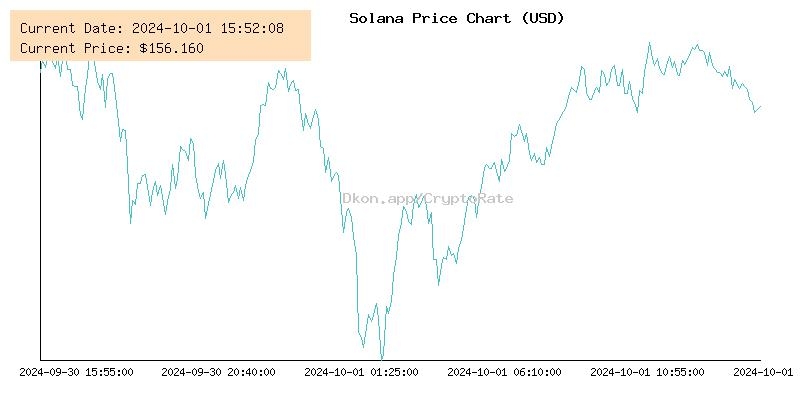 Solana Price Chart (USD)
Current Date: 2024-10-01 15:52:08
Current Price: $156.160
Dkon.app/CryptoRate
2024-09-30 15:55:00
2024-09-30 20:40:00
2024-10-01 01:25:00
2024-10-01 06:10:00
2024-10-01 10:55:00
2024-10-01